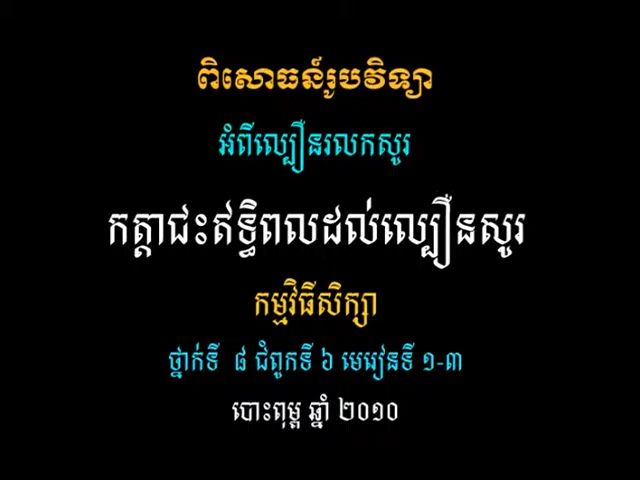 ពិសោធន៍រូបវិទ្យា
អំពីល្បឿនរលកសូរ
កត្តាជះឥទ្ធិពលដល់ល្បឿនសូរ
កម្មវិធីសិក្សា
ថ្នាក់ទី ៨ ជំពូកទី ៦ មេរៀនទី ១-៣
បោះពុម្ព ឆ្នាំ ២០១០